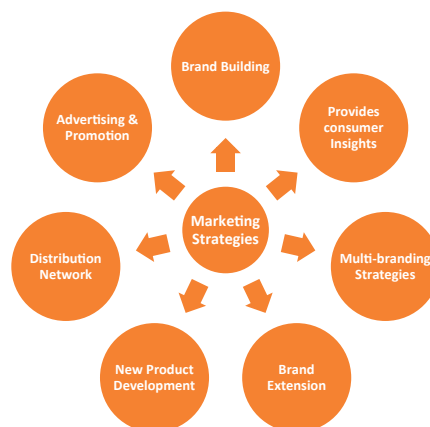 Brand Building
Provides
consumer
Insights
Multi-branding
Strategies
Brand
Extension
New Product
Development
Distribution
Network
Advertising &
Promotion
Marketing
Strategies